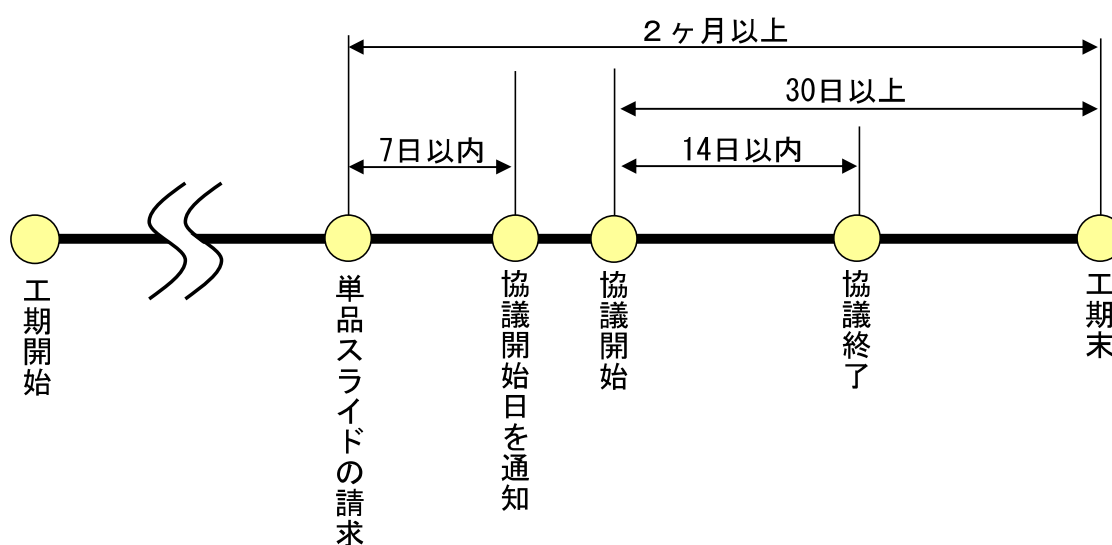 ２ヶ月以上
30日以上
7日以内
14日以内
工期開始
単品スライドの請求
協議開始日を通知
協議開始
協議終了
工期末